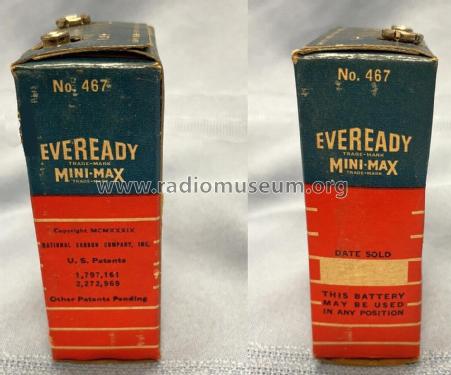 No. 467
EVEREADY
TRADE-MARK
MINI-MAX
TRADE-MARK
Copyright MCMXXXIX
NATIONAL CARBON COMPANY, INC.
U. S. Patents
1,797,161
2,272,969
Other Patents Pending
No. 467
EVEREADY
TRADE-MARK
MINI-MAX
TRADE-MARK
DATE SOLD
THIS BATTERY
MAY BE USED
IN ANY POSITION
www.radiomuseum.org